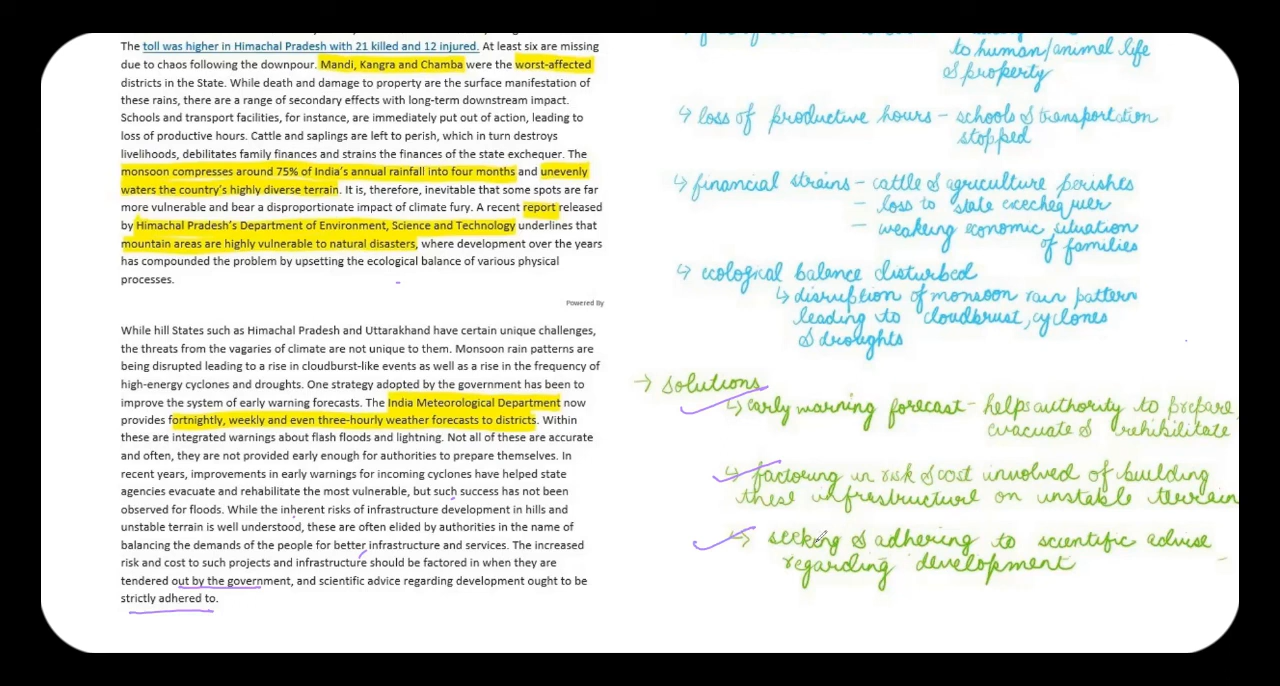 The toll was higher in Himachal Pradesh with 21 killed and 12 injured. At least six are missing
due to chaos following the downpour. Mandi, Kangra and Chamba were the worst-affected
districts in the State. While death and damage to property are the surface manifestation of
these rains, there are a range of secondary effects with long-term downstream impact.
Schools and transport facilities, for instance, are immediately put out of action, leading to
loss of productive hours. Cattle and saplings are left to perish, which in turn destroys
livelihoods, debilitates family finances and strains the finances of the state exchequer. The
monsoon compresses around 75% of India's annual rainfall into four months and unevenly
waters the country's highly diverse terrain. It is, therefore, inevitable that some spots are far
more vulnerable and bear a disproportionate impact of climate fury. A recent report released
by Himachal Pradesh's Department of Environment, Science and Technology underlines that
mountain areas are highly vulnerable to natural disasters, where development over the years
has compounded the problem by upsetting the ecological balance of various physical
processes.
Powered By
While hill States such as Himachal Pradesh and Uttarakhand have certain unique challenges,
the threats from the vagaries of climate are not unique to them. Monsoon rain patterns are
being disrupted leading to a rise in cloudburst-like events as well as a rise in the frequency of
high-energy cyclones and droughts. One strategy adopted by the government has been to
improve the system of early warning forecasts. The India Meteorological Department now
provides fortnightly, weekly and even three-hourly weather forecasts to districts. Within
these are integrated warnings about flash floods and lightning. Not all of these are accurate
and often, they are not provided early enough for authorities to prepare themselves. In
recent years, improvements in early warnings for incoming cyclones have helped state
agencies evacuate and rehabilitate the most vulnerable, but such success has not been
observed for floods. While the inherent risks of infrastructure development in hills and
unstable terrain is well understood, these are often elided by authorities in the name of
balancing the demands of the people for better infrastructure and services. The increased
risk and cost to such projects and infrastructure should be factored in when they are
tendered out by the government, and scientific advice regarding development ought to be
strictly adhered to.
to human/animal life
& property
↳ loss of productive hours - schools & transportation
stopped
↳ financial strains - cattle & agriculture perishes
- loss to state excechequer
- weakeing economic situation
of families
↳ ecological balance disturbed
↳ disruption of monsoon rain pattern
leading to cloudbrust, cyclones
& droughts
→ solutions
↳ early warning forecast - helps authority to prepare,
evacuate & rehibilitate
↳ factoring in risk & cost involved of building
these infrestructure on unstable terrain
↳ seeking & adhering to scientific advise
regarding development